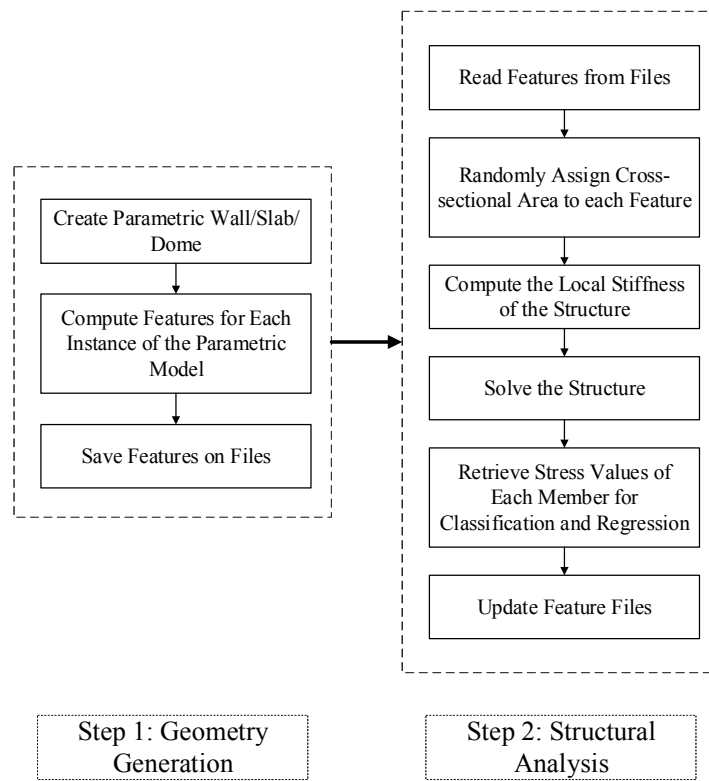 Create Parametric Wall/Slab/
Dome
Compute Features for Each
Instance of the Parametric
Model
Save Features on Files
Read Features from Files
Randomly Assign Cross-
sectional Area to each Feature
Compute the Local Stiffness
of the Structure
Solve the Structure
Retrieve Stress Values of
Each Member for
Classification and Regression
Update Feature Files
Step 1: Geometry
Generation
Step 2: Structural
Analysis